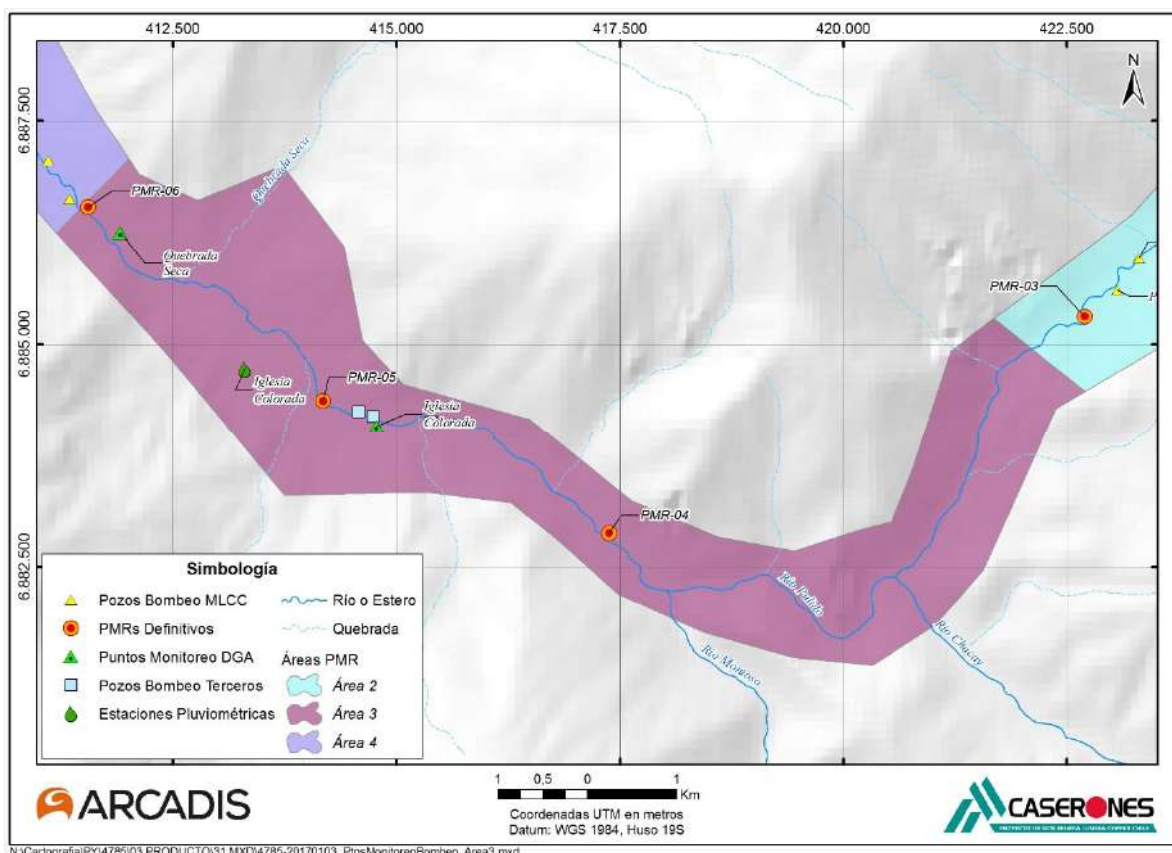 412.500
415.000
417.500
420.000
422.500
N
6.887.500
6.885.000
6.882.500
Quebrada Seca
PMR-06
Quebrada
Seca
PMR-03
P
PMR-05
Iglesia
Colorada
Iglesia
Colorada
PMR-04
Río Pulido
Río Montoso
Río Chacay
Simbología
Pozos Bombeo MLCC
PMRs Definitivos
Puntos Monitoreo DGA
Pozos Bombeo Terceros
Estaciones Pluviométricas
Río o Estero
Quebrada
Áreas PMR
Área 2
Área 3
Área 4
ARCADIS
1 0,5 0 1
Km
Coordenadas UTM en metros
Datum: WGS 1984, Huso 19S
CASERONES